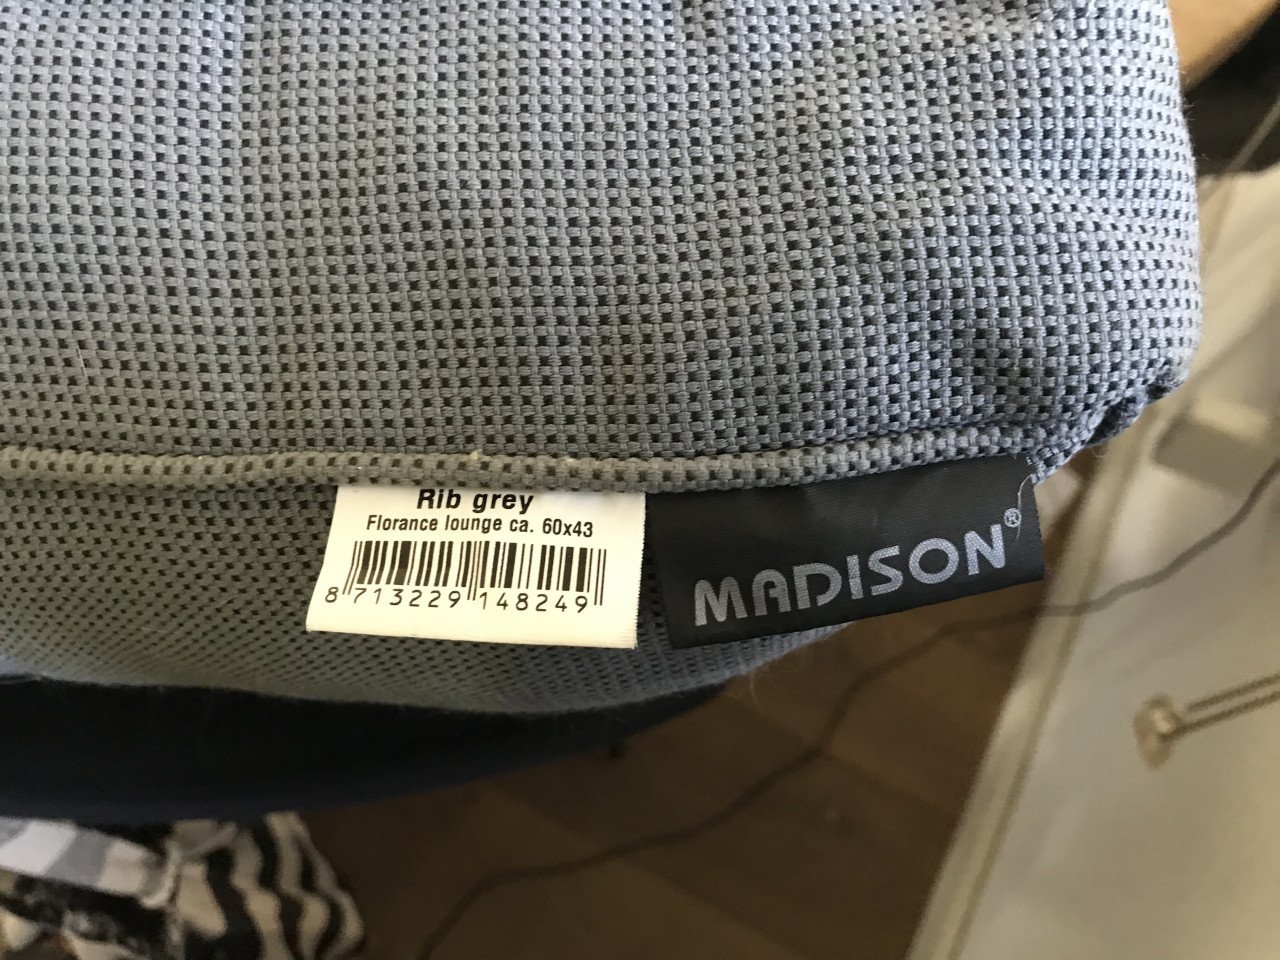 Rib grey
Florance lounge ca. 60x43
8 713229 148249
MADISON®